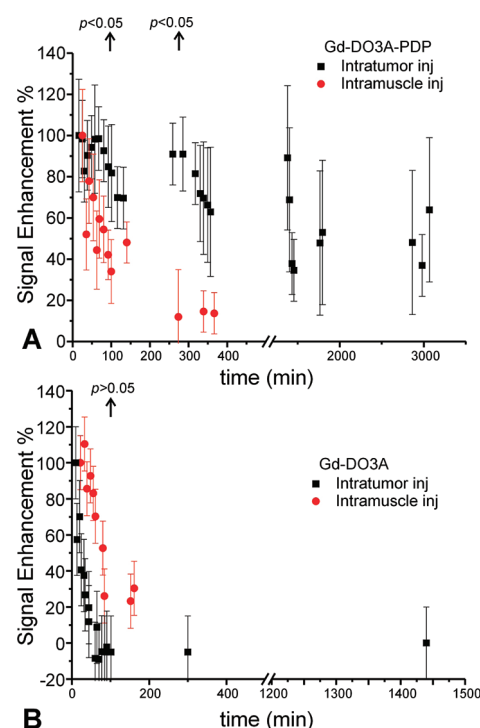 p<0.05 p<0.05
Gd-DO3A-PDP
Intratumor inj
Intramuscle inj
Signal Enhancement %
140
120
100
80
60
40
20
0
0 100 200 300 400 2000 3000
time (min)
A
p>0.05
Gd-DO3A
Intratumor inj
Intramuscle inj
Signal Enhancement %
140
120
100
80
60
40
20
0
-20
0 200 400 1200 1300 1400 1500
time (min)
B